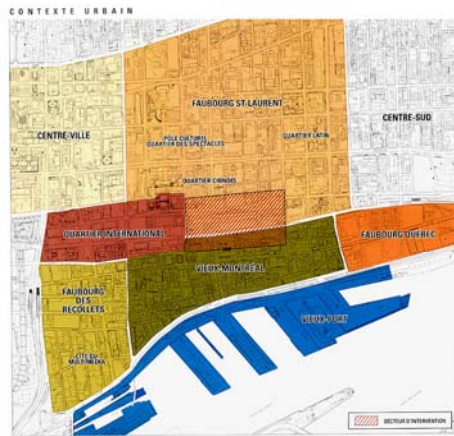 CONTEXTE URBAIN
FAUBOURG ST-LAURENT
CENTRE-VILLE
CENTRE-SUD
PÔLE CULTUREL
QUARTIER DES SPECTACLES
QUARTIER LATIN
QUARTIER CHINOIS
QUARTIER INTERNATIONAL
FAUBOURG QUÉBEC
VIEUX-MONTRÉAL
FAUBOURG
DES
RECOLLETS
VIEUX-PORT
CITÉ DU
MULTIMÉDIA
SECTEUR D'INTERVENTION